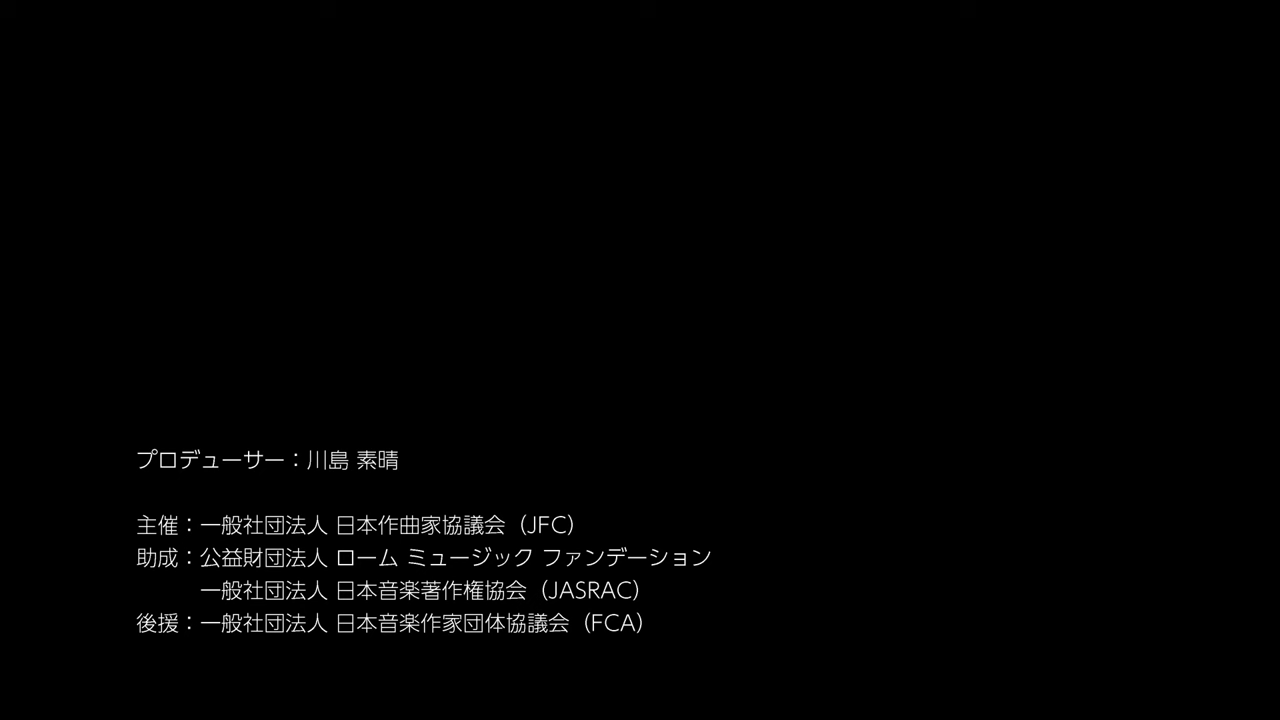 プロデューサー：川島 素晴
主催：一般社団法人 日本作曲家協議会（JFC）
助成：公益財団法人 ローム ミュージック ファンデーション
一般社団法人 日本音楽著作権協会（JASRAC）
後援：一般社団法人 日本音楽作家団体協議会（FCA）